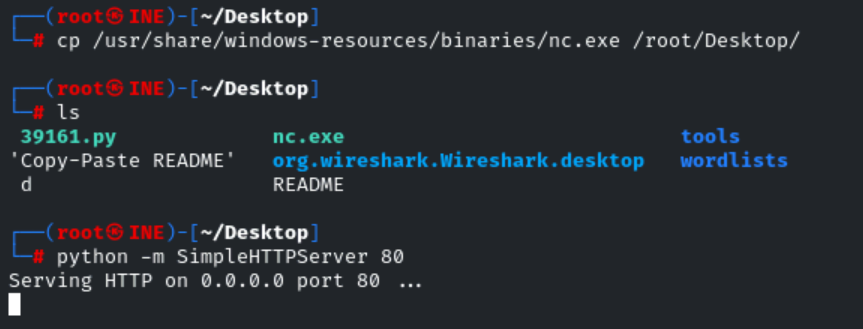 ┌──(root㉿INE)-[~/Desktop]
└─# cp /usr/share/windows-resources/binaries/nc.exe /root/Desktop/
┌──(root㉿INE)-[~/Desktop]
└─# ls
39161.py nc.exe tools
'Copy-Paste README' org.wireshark.Wireshark.desktop wordlists
d README
┌──(root㉿INE)-[~/Desktop]
└─# python -m SimpleHTTPServer 80
Serving HTTP on 0.0.0.0 port 80 ...